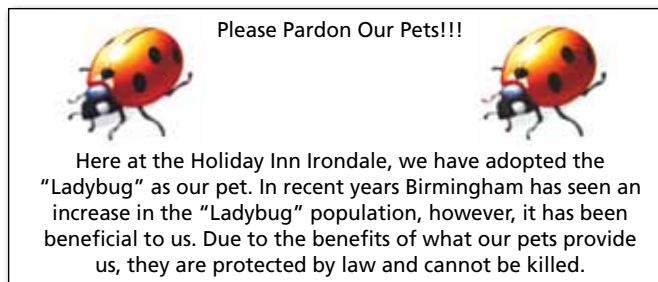 Please Pardon Our Pets!!!
Here at the Holiday Inn Irondale, we have adopted the
“Ladybug” as our pet. In recent years Birmingham has seen an
increase in the “Ladybug” population, however, it has been
beneficial to us. Due to the benefits of what our pets provide
us, they are protected by law and cannot be killed.